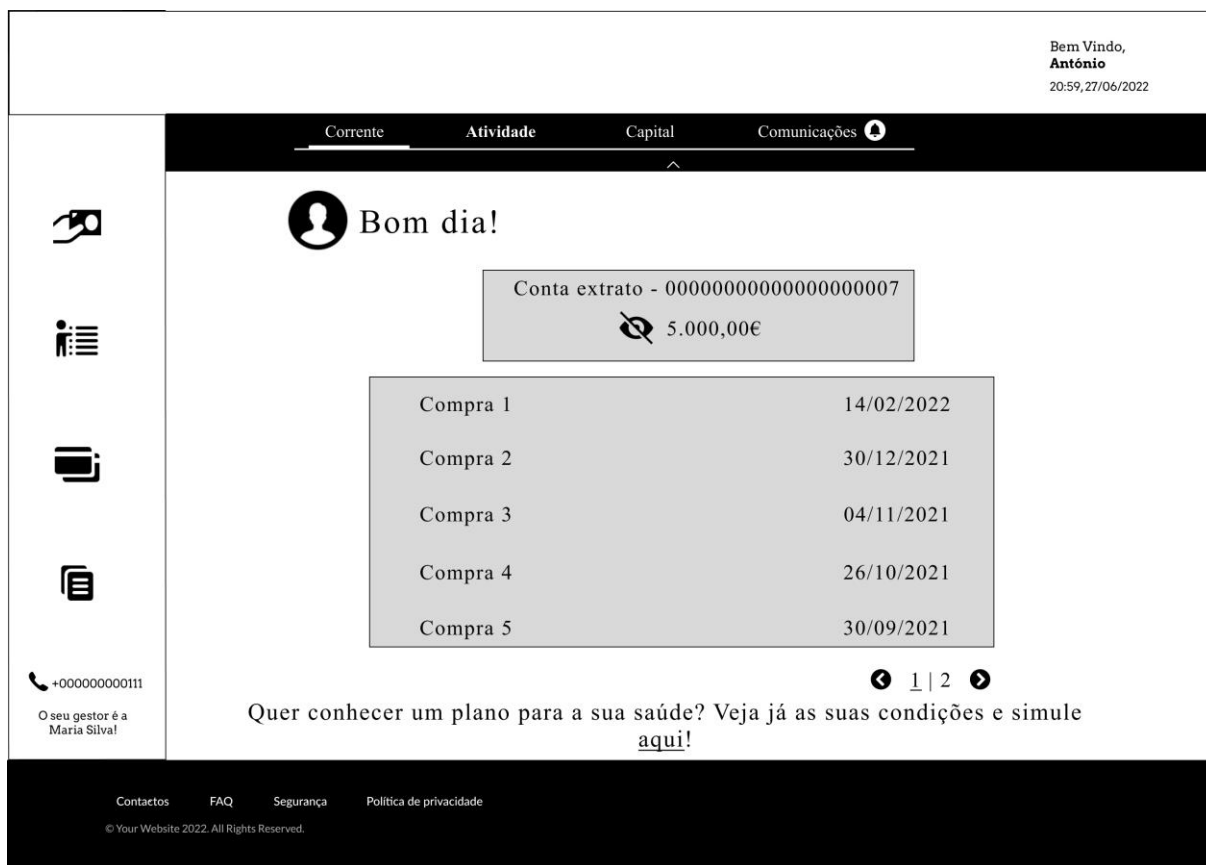 Bem Vindo,
António
20:59, 27/06/2022
Corrente Atividade Capital Comunicações
Bom dia!
Conta extrato - 00000000000000000007
5.000,00€
Compra 1 14/02/2022
Compra 2 30/12/2021
Compra 3 04/11/2021
Compra 4 26/10/2021
Compra 5 30/09/2021
1 | 2
+000000000111
O seu gestor é a
Maria Silva!
Quer conhecer um plano para a sua saúde? Veja já as suas condições e simule
aqui!
Contactos FAQ Segurança Política de privacidade
© Your Website 2022. All Rights Reserved.